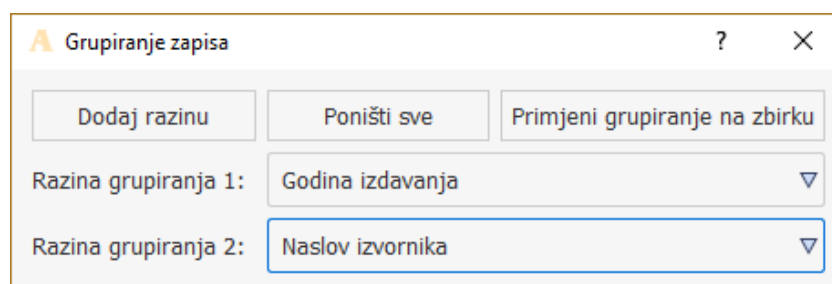 Grupiranje zapisa ?
Dodaj razinu Poništi sve Primjeni grupiranje na zbirku
Razina grupiranja 1: Godina izdavanja
Razina grupiranja 2: Naslov izvornika